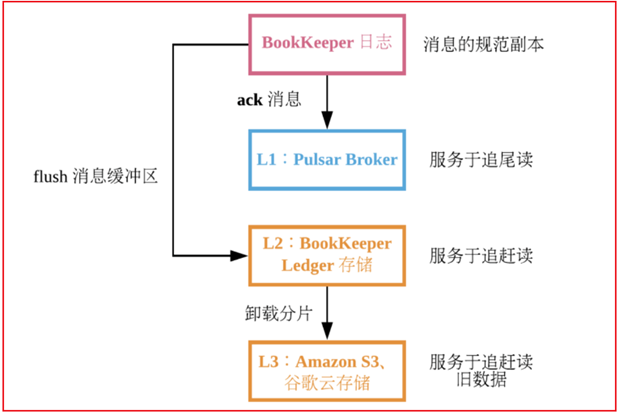 BookKeeper 日志
消息的规范副本
ack 消息
L1：Pulsar Broker
服务于追尾读
flush 消息缓冲区
L2：BookKeeper
Ledger 存储
服务于追赶读
卸载分片
L3：Amazon S3、
谷歌云存储
服务于追赶读
旧数据